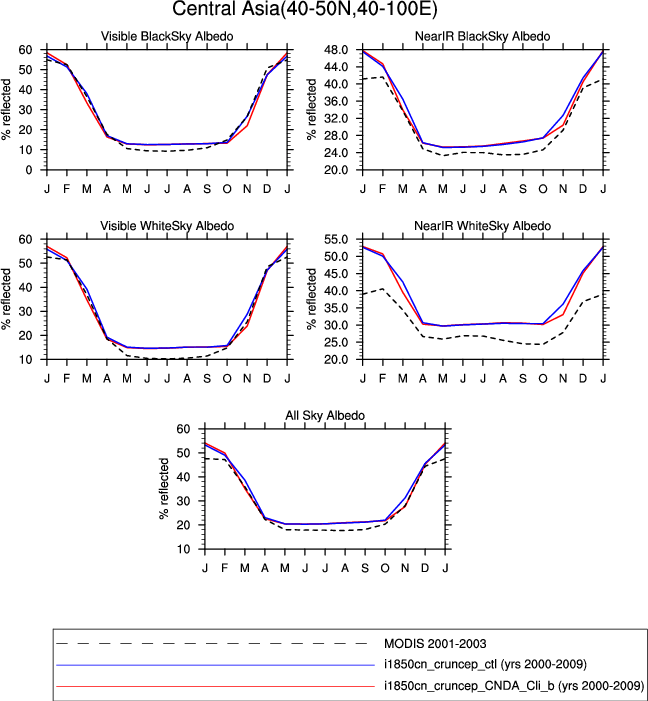 Central Asia(40-50N,40-100E)
Visible BlackSky Albedo
% reflected
60
50
40
30
20
10
0
J F M A M J J A S O N D J
NearIR BlackSky Albedo
48.0
44.0
40.0
36.0
32.0
28.0
24.0
20.0
J F M A M J J A S O N D J
Visible WhiteSky Albedo
% reflected
60
50
40
30
20
10
J F M A M J J A S O N D J
NearIR WhiteSky Albedo
55.0
50.0
45.0
40.0
35.0
30.0
25.0
20.0
J F M A M J J A S O N D J
All Sky Albedo
% reflected
60
50
40
30
20
10
J F M A M J J A S O N D J
MODIS 2001-2003
i1850cn_cruncep_ctl (yrs 2000-2009)
i1850cn_cruncep_CNDA_Cli_b (yrs 2000-2009)